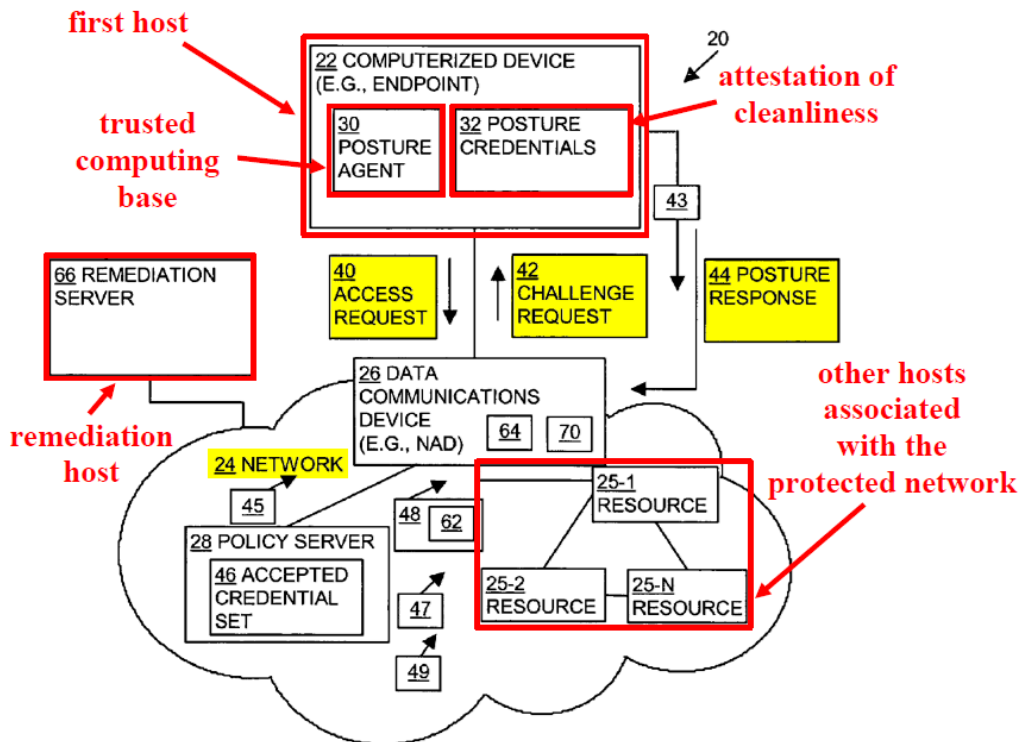 first host
20
22 COMPUTERIZED DEVICE
(E.G., ENDPOINT)
attestation of
cleanliness
trusted
computing
base
30
POSTURE
AGENT
32 POSTURE
CREDENTIALS
43
66 REMEDIATION
SERVER
40
ACCESS
REQUEST
42
CHALLENGE
REQUEST
44 POSTURE
RESPONSE
remediation
host
26 DATA
COMMUNICATIONS
DEVICE
(E.G., NAD)
64
70
other hosts
associated
with the
protected network
24 NETWORK
45
48
62
25-1
RESOURCE
28 POLICY SERVER
46 ACCEPTED
CREDENTIAL
SET
47
49
25-2
RESOURCE
25-N
RESOURCE